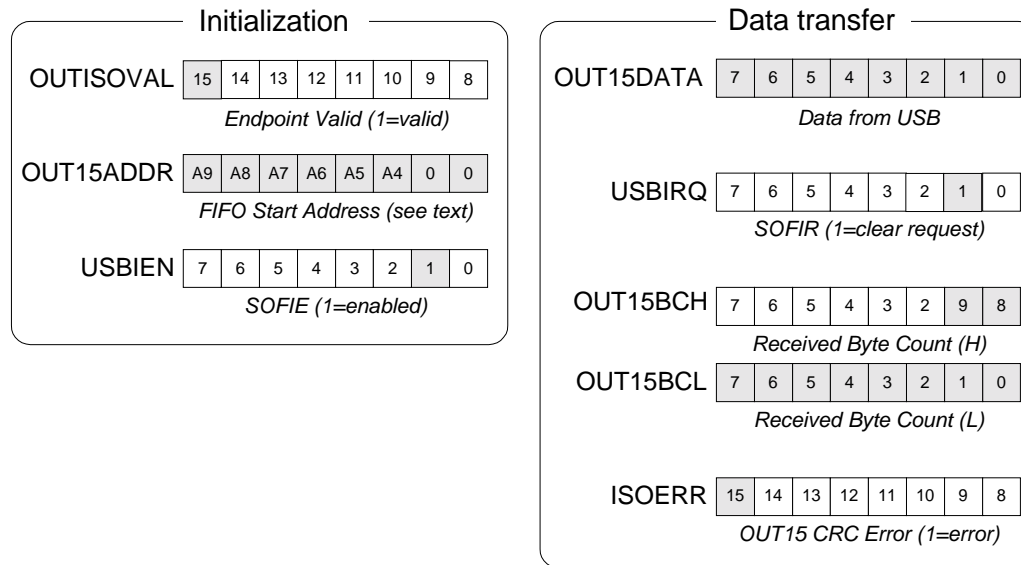 Initialization
OUTISOVAL 15 14 13 12 11 10 9 8
Endpoint Valid (1=valid)
OUT15ADDR A9 A8 A7 A6 A5 A4 0 0
FIFO Start Address (see text)
USBIEN 7 6 5 4 3 2 1 0
SOFIE (1=enabled)
Data transfer
OUT15DATA 7 6 5 4 3 2 1 0
Data from USB
USBIRQ 7 6 5 4 3 2 1 0
SOFIR (1=clear request)
OUT15BCH 7 6 5 4 3 2 9 8
Received Byte Count (H)
OUT15BCL 7 6 5 4 3 2 1 0
Received Byte Count (L)
ISOERR 15 14 13 12 11 10 9 8
OUT15 CRC Error (1=error)